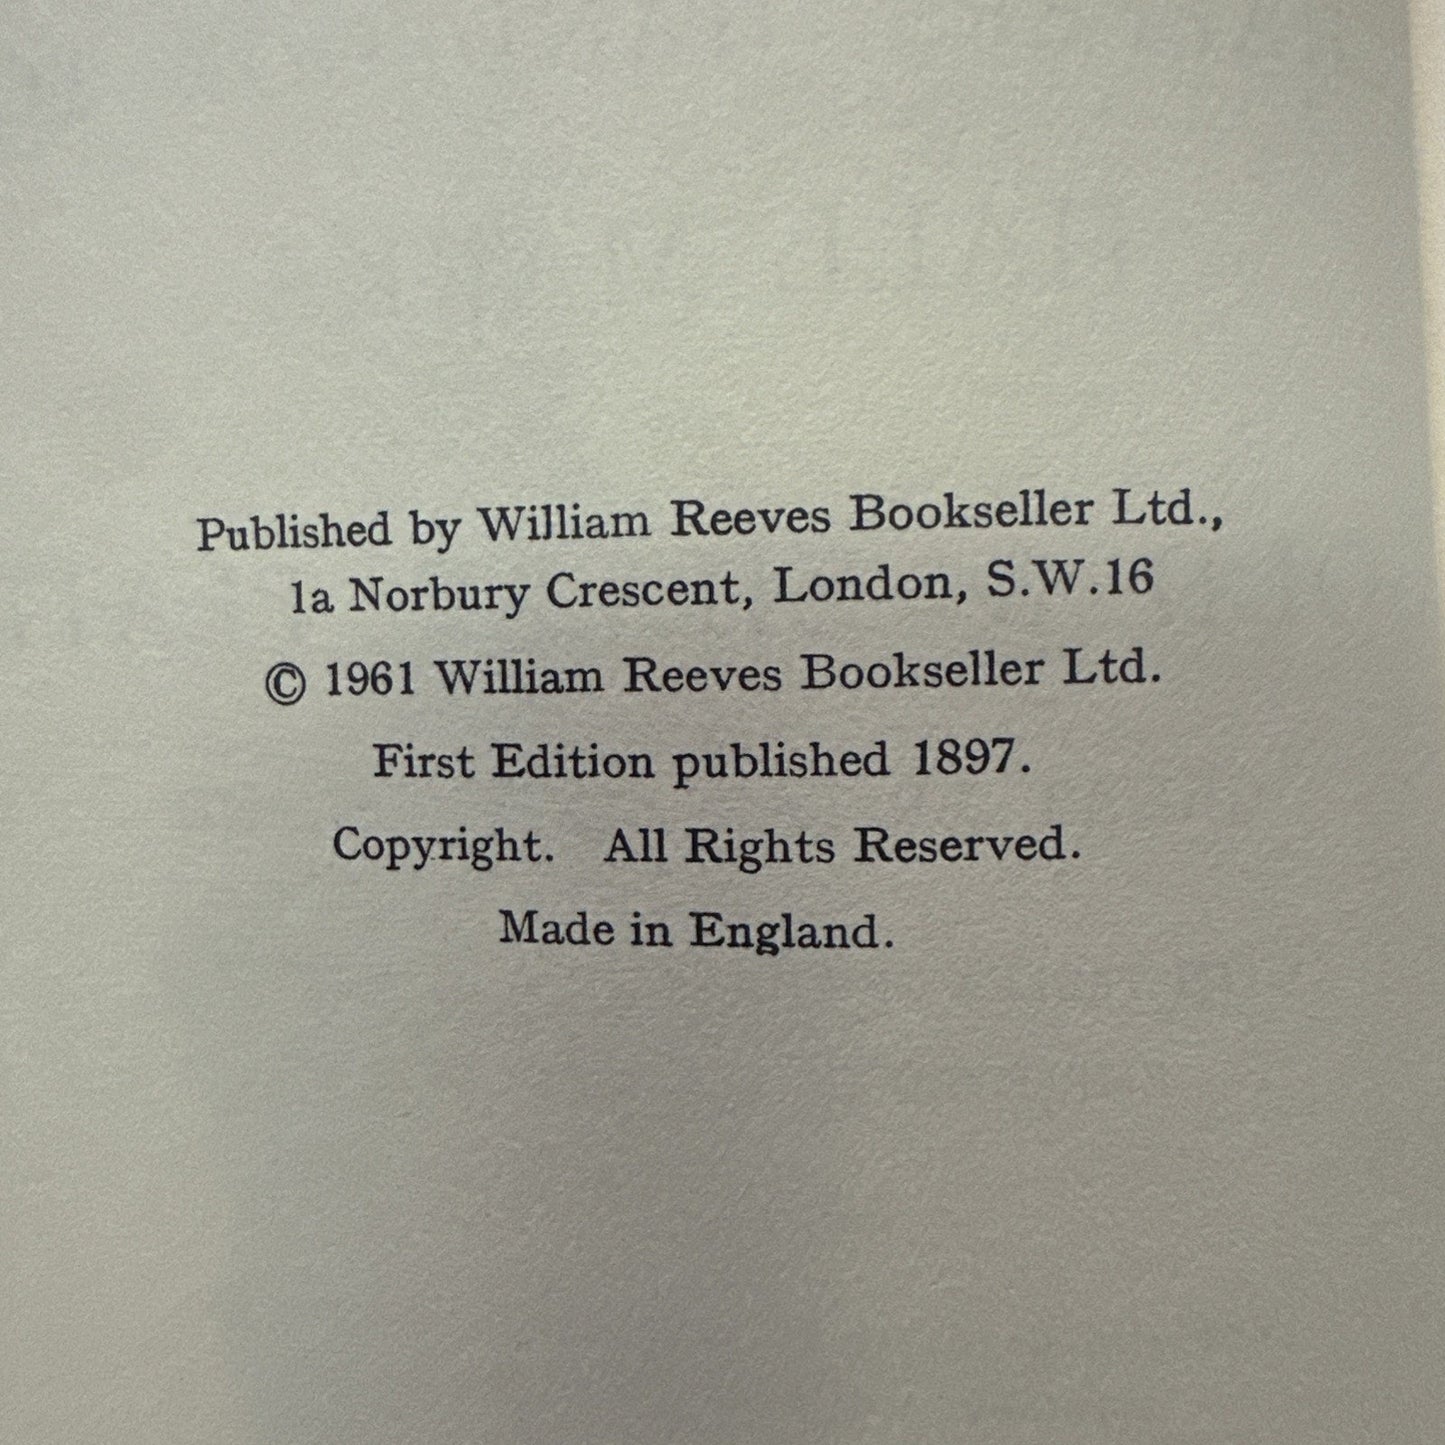 Published by William Reeves Bookseller Ltd.,
1a Norbury Crescent, London, S.W.16
© 1961 William Reeves Bookseller Ltd.
First Edition published 1897.
Copyright. All Rights Reserved.
Made in England.